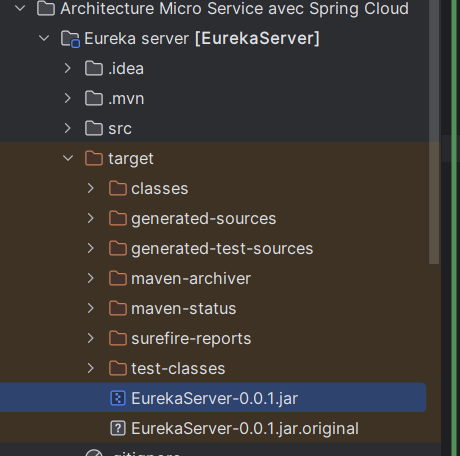 Architecture Micro Service avec Spring Cloud
Eureka server [EurekaServer]
.idea
.mvn
src
target
classes
generated-sources
generated-test-sources
maven-archiver
maven-status
surefire-reports
test-classes
EurekaServer-0.0.1.jar
EurekaServer-0.0.1.jar.original
.gitignore